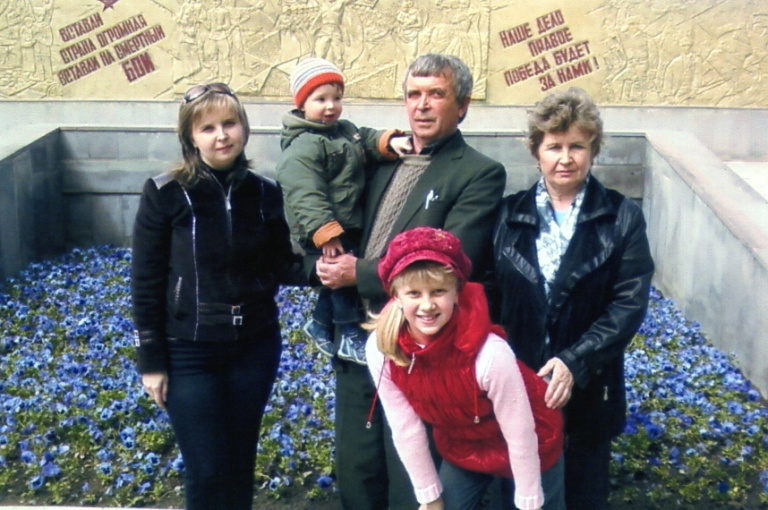 ВСТАВАЙ
СТРАНА ОГРОМНАЯ
ВСТАВАЙ НА СМЕРТНЫЙ
БОЙ
НАШЕ ДЕЛО
ПРАВОЕ
ПОБЕДА БУДЕТ
ЗА НАМИ!